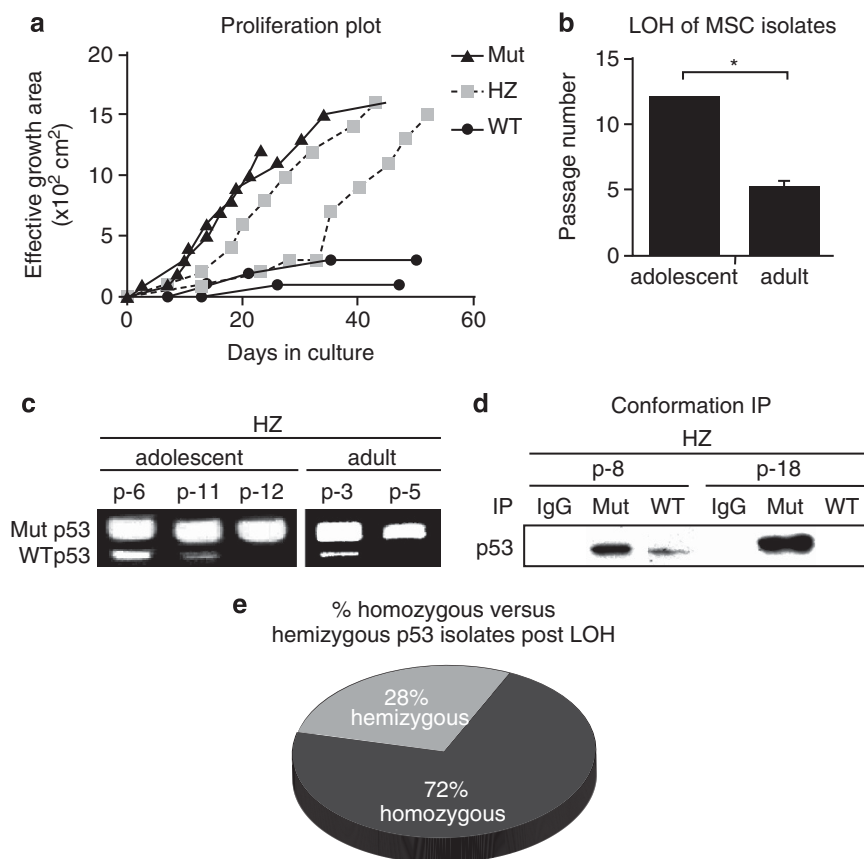 a
Proliferation plot
Effective growth area
(x10² cm²)
20
15
10
5
0
0 20 40 60
Days in culture
Mut
HZ
WT
b
LOH of MSC isolates
*
Passage number
15
10
5
0
adolescent adult
c
HZ
adolescent adult
p-6 p-11 p-12 p-3 p-5
Mut p53
WTp53
d
Conformation IP
HZ
p-8 p-18
IP IgG Mut WT IgG Mut WT
p53
e
% homozygous versus
hemizygous p53 isolates post LOH
28%
hemizygous
72%
homozygous